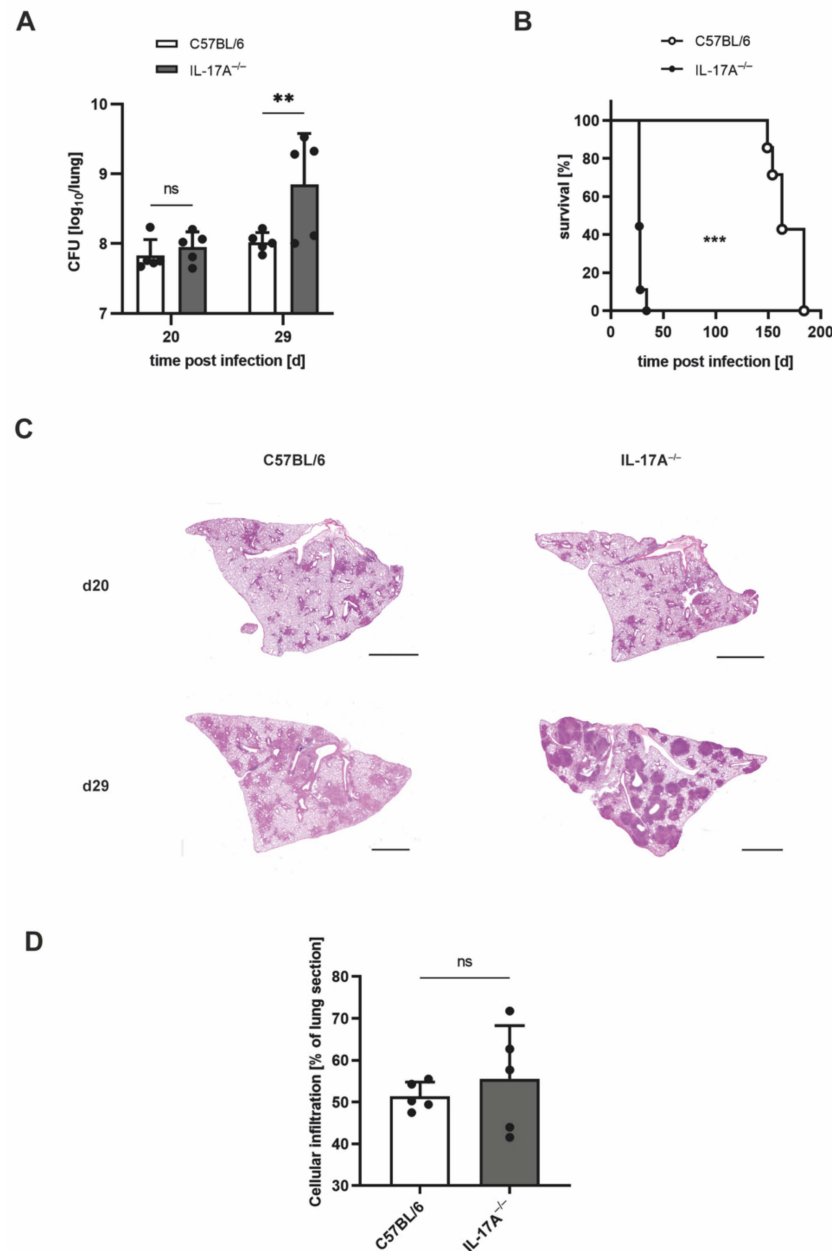 A
C57BL/6
IL-17A⁻/⁻
CFU [log₁₀/lung]
10
9
8
7
ns
**
20
29
time post infection [d]
B
C57BL/6
IL-17A⁻/⁻
survival [%]
100
80
60
40
20
0
***
0
50
100
150
200
time post infection [d]
C
C57BL/6
IL-17A⁻/⁻
d20
d29
D
Cellular infiltration [% of lung section]
80
70
60
50
40
30
ns
C57BL/6
IL-17A⁻/⁻